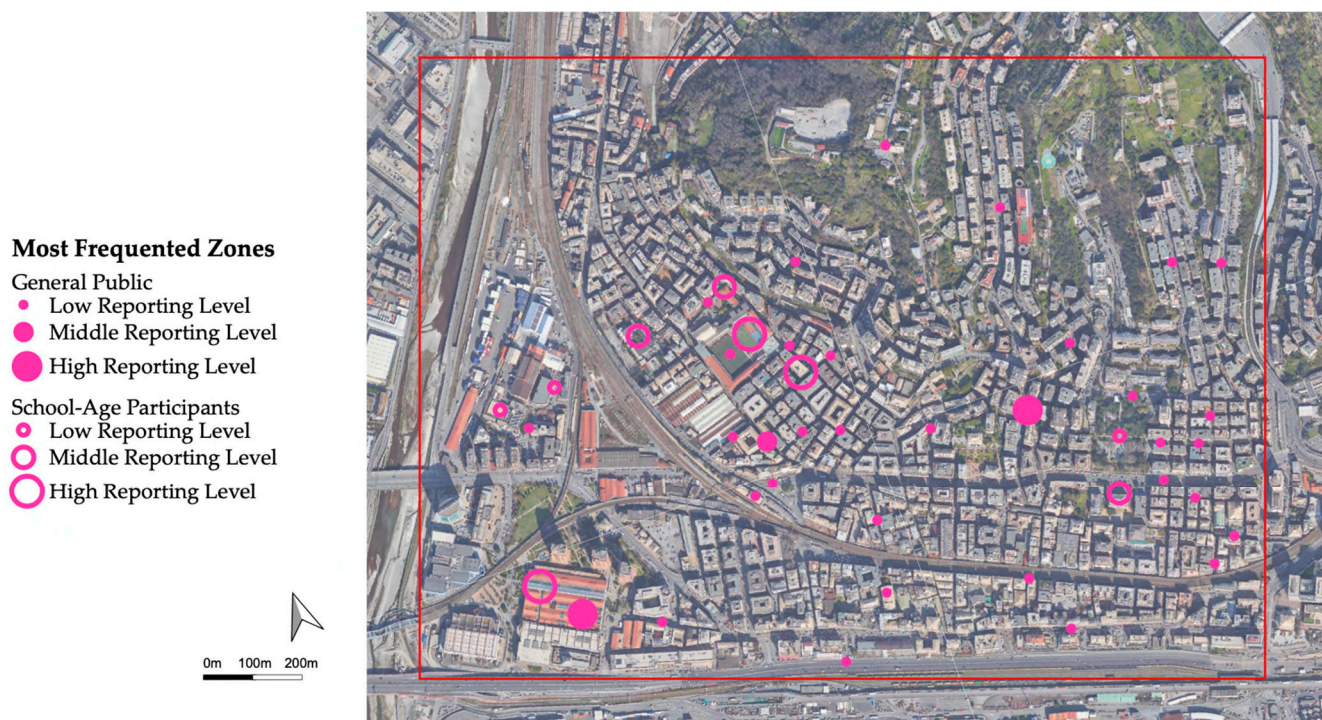 Most Frequented Zones
General Public
Low Reporting Level
Middle Reporting Level
High Reporting Level
School-Age Participants
Low Reporting Level
Middle Reporting Level
High Reporting Level
0m 100m 200m